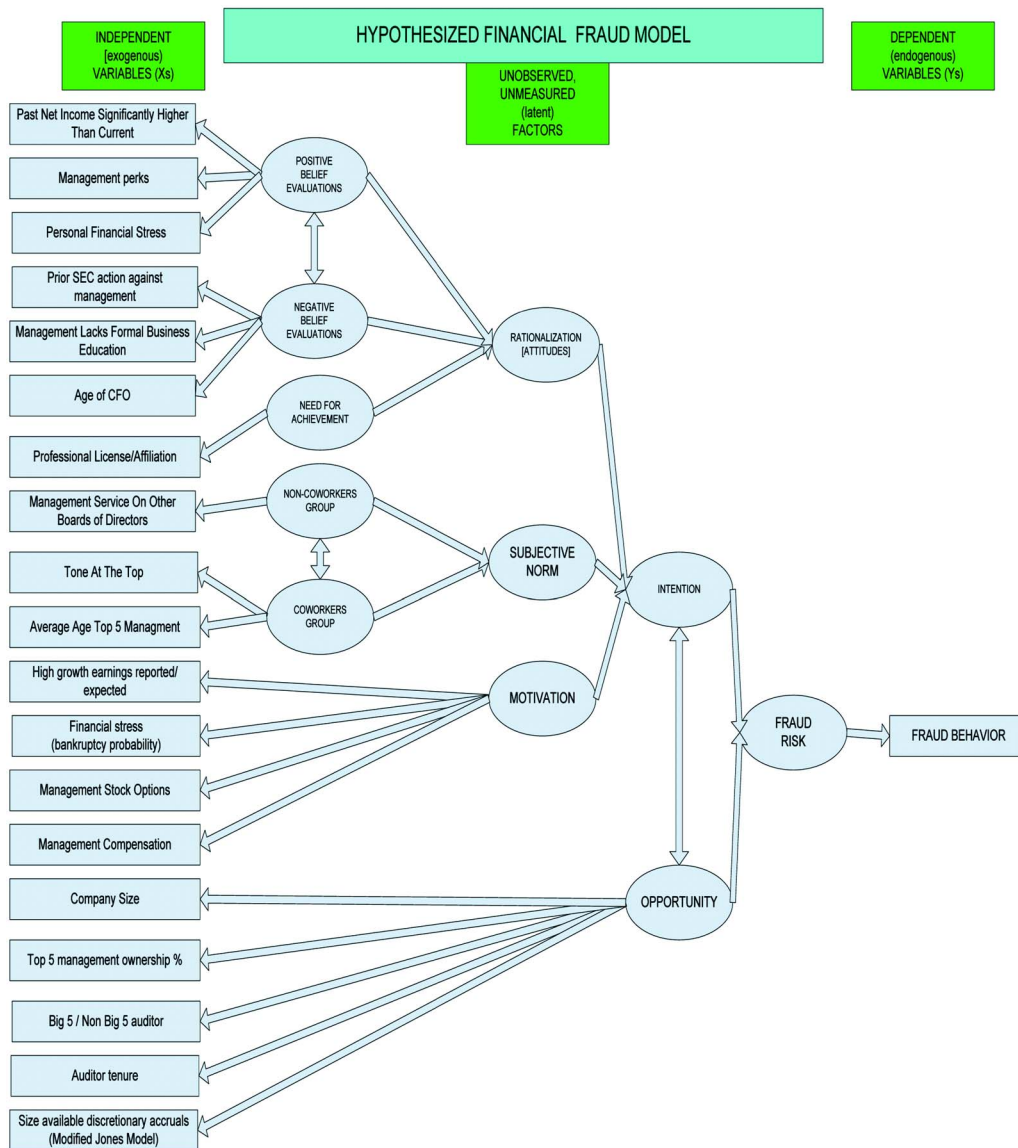 HYPOTHESIZED FINANCIAL FRAUD MODEL
INDEPENDENT
[exogenous)
VARIABLES (Xs)
UNOBSERVED,
UNMEASURED
(latent)
FACTORS
DEPENDENT
(endogenous)
VARIABLES (Ys)
Past Net Income Significantly Higher
Than Current
Management perks
Personal Financial Stress
Prior SEC action against
management
Management Lacks Formal Business
Education
Age of CFO
Professional License/Affiliation
Management Service On Other
Boards of Directors
Tone At The Top
Average Age Top 5 Managment
High growth earnings reported/
expected
Financial stress
(bankruptcy probability)
Management Stock Options
Management Compensation
Company Size
Top 5 management ownership %
Big 5 / Non Big 5 auditor
Auditor tenure
Size available discretionary accruals
(Modified Jones Model)
POSITIVE
BELIEF
EVALUATIONS
NEGATIVE
BELIEF
EVALUATIONS
NEED FOR
ACHIEVEMENT
NON-COWORKERS
GROUP
COWORKERS
GROUP
RATIONALIZATION
[ATTITUDES]
SUBJECTIVE
NORM
MOTIVATION
INTENTION
OPPORTUNITY
FRAUD
RISK
FRAUD BEHAVIOR